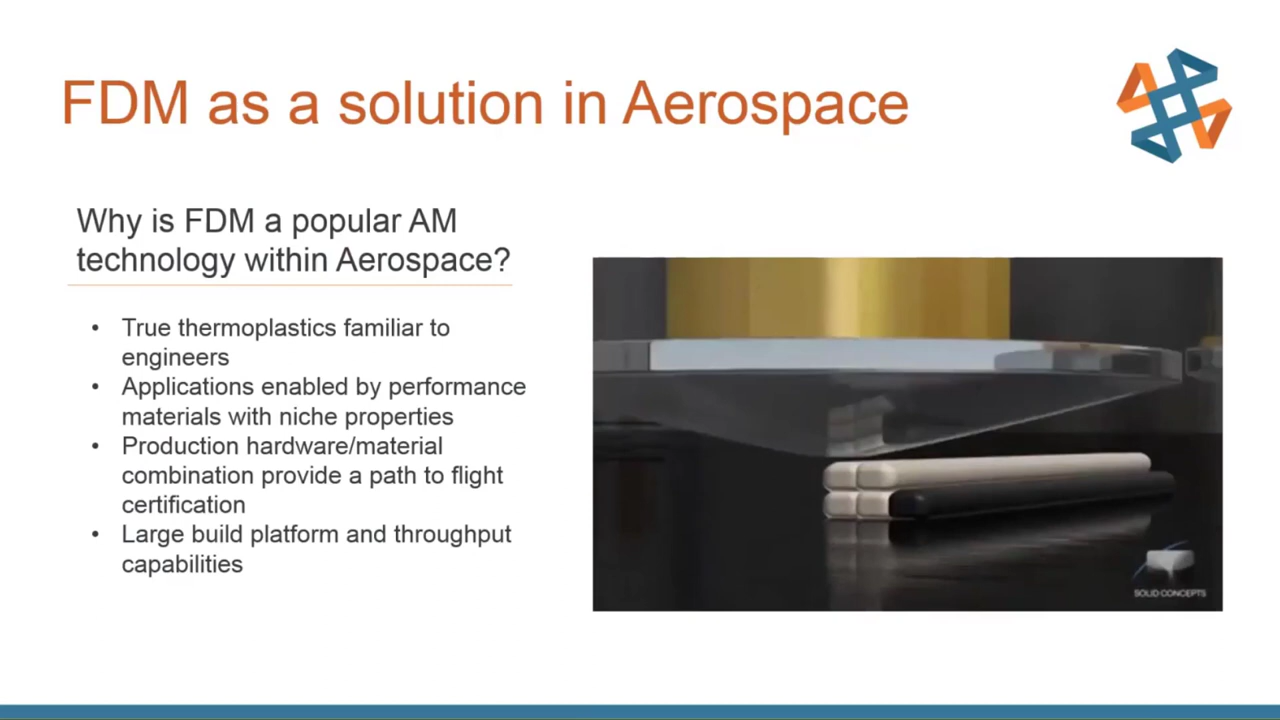 FDM as a solution in Aerospace
Why is FDM a popular AM
technology within Aerospace?
• True thermoplastics familiar to
engineers
• Applications enabled by performance
materials with niche properties
• Production hardware/material
combination provide a path to flight
certification
• Large build platform and throughput
capabilities
SOLID CONCEPTS